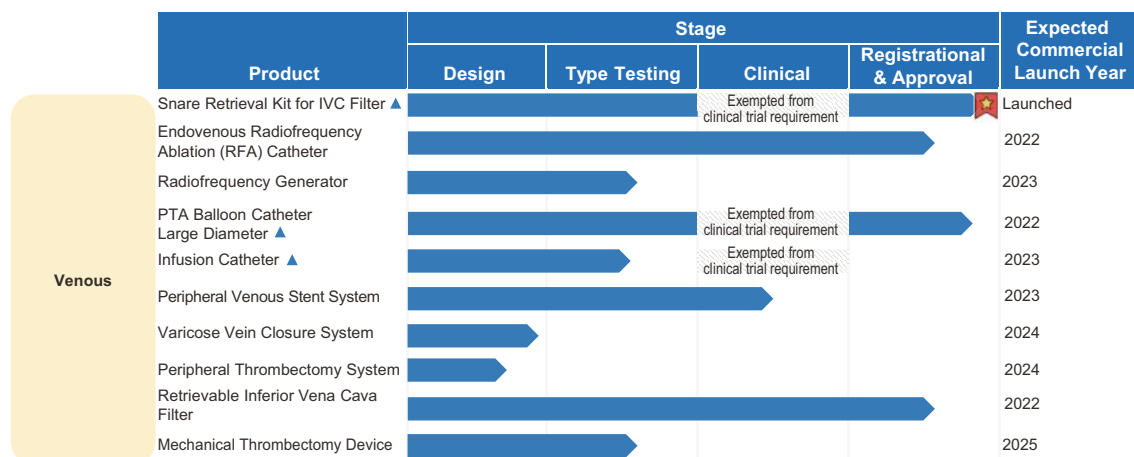 Stage
Expected
Commercial
Launch Year
Product
Design
Type Testing
Clinical
Registrational
& Approval
Venous
Snare Retrieval Kit for IVC Filter ▲
Exempted from
clinical trial requirement
Launched
Endovenous Radiofrequency
Ablation (RFA) Catheter
2022
Radiofrequency Generator
2023
PTA Balloon Catheter
Large Diameter ▲
Exempted from
clinical trial requirement
2022
Infusion Catheter ▲
Exempted from
clinical trial requirement
2023
Peripheral Venous Stent System
2023
Varicose Vein Closure System
2024
Peripheral Thrombectomy System
2024
Retrievable Inferior Vena Cava
Filter
2022
Mechanical Thrombectomy Device
2025